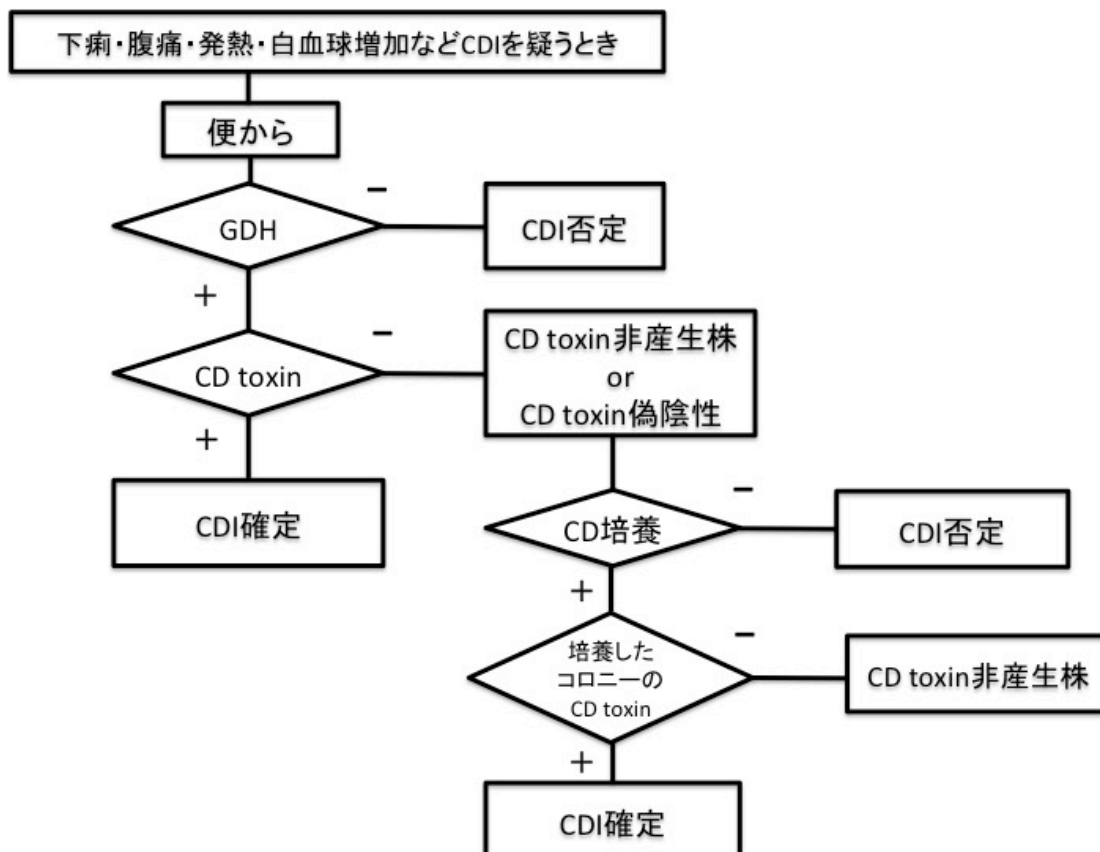 下痢・腹痛・発熱・白血球増加などCDIを疑うとき
便から
GDH
−
CDI否定
＋
CD toxin
−
CD toxin非産生株
or
CD toxin偽陰性
＋
CDI確定
CD培養
−
CDI否定
＋
培養した
コロニーの
CD toxin
−
CD toxin非産生株
＋
CDI確定